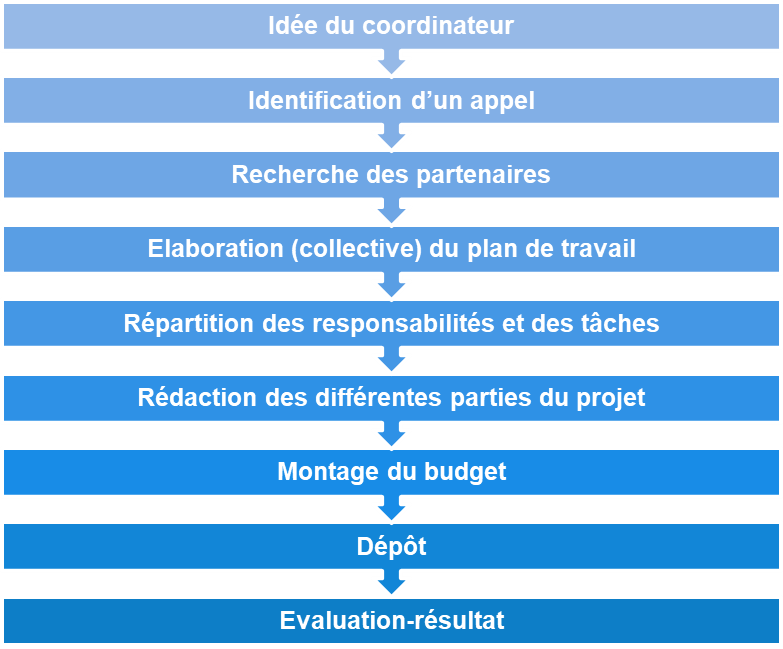 Idée du coordinateur
Identification d’un appel
Recherche des partenaires
Elaboration (collective) du plan de travail
Répartition des responsabilités et des tâches
Rédaction des différentes parties du projet
Montage du budget
Dépôt
Evaluation-résultat